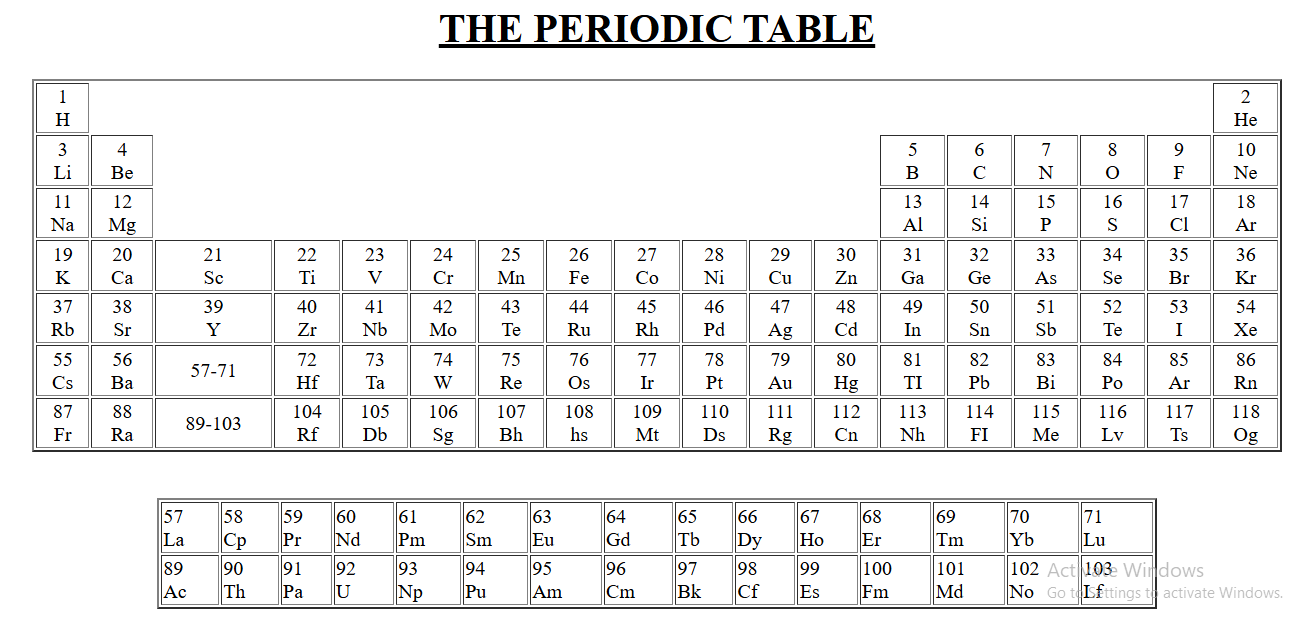 THE PERIODIC TABLE
1 2
H He
3 4 5 6 7 8 9 10
Li Be B C N O F Ne
11 12 13 14 15 16 17 18
Na Mg Al Si P S Cl Ar
19 20 21 22 23 24 25 26 27 28 29 30 31 32 33 34 35 36
K Ca Sc Ti V Cr Mn Fe Co Ni Cu Zn Ga Ge As Se Br Kr
37 38 39 40 41 42 43 44 45 46 47 48 49 50 51 52 53 54
Rb Sr Y Zr Nb Mo Te Ru Rh Pd Ag Cd In Sn Sb Te I Xe
55 56 57-71 72 73 74 75 76 77 78 79 80 81 82 83 84 85 86
Cs Ba Hf Ta W Re Os Ir Pt Au Hg TI Pb Bi Po Ar Rn
87 88 89-103 104 105 106 107 108 109 110 111 112 113 114 115 116 117 118
Fr Ra Rf Db Sg Bh hs Mt Ds Rg Cn Nh FI Me Lv Ts Og
57 58 59 60 61 62 63 64 65 66 67 68 69 70 71
La Cp Pr Nd Pm Sm Eu Gd Tb Dy Ho Er Tm Yb Lu
89 90 91 92 93 94 95 96 97 98 99 100 101 102 103
Ac Th Pa U Np Pu Am Cm Bk Cf Es Fm Md No
Activate Windows
Go to Settings to activate Windows.